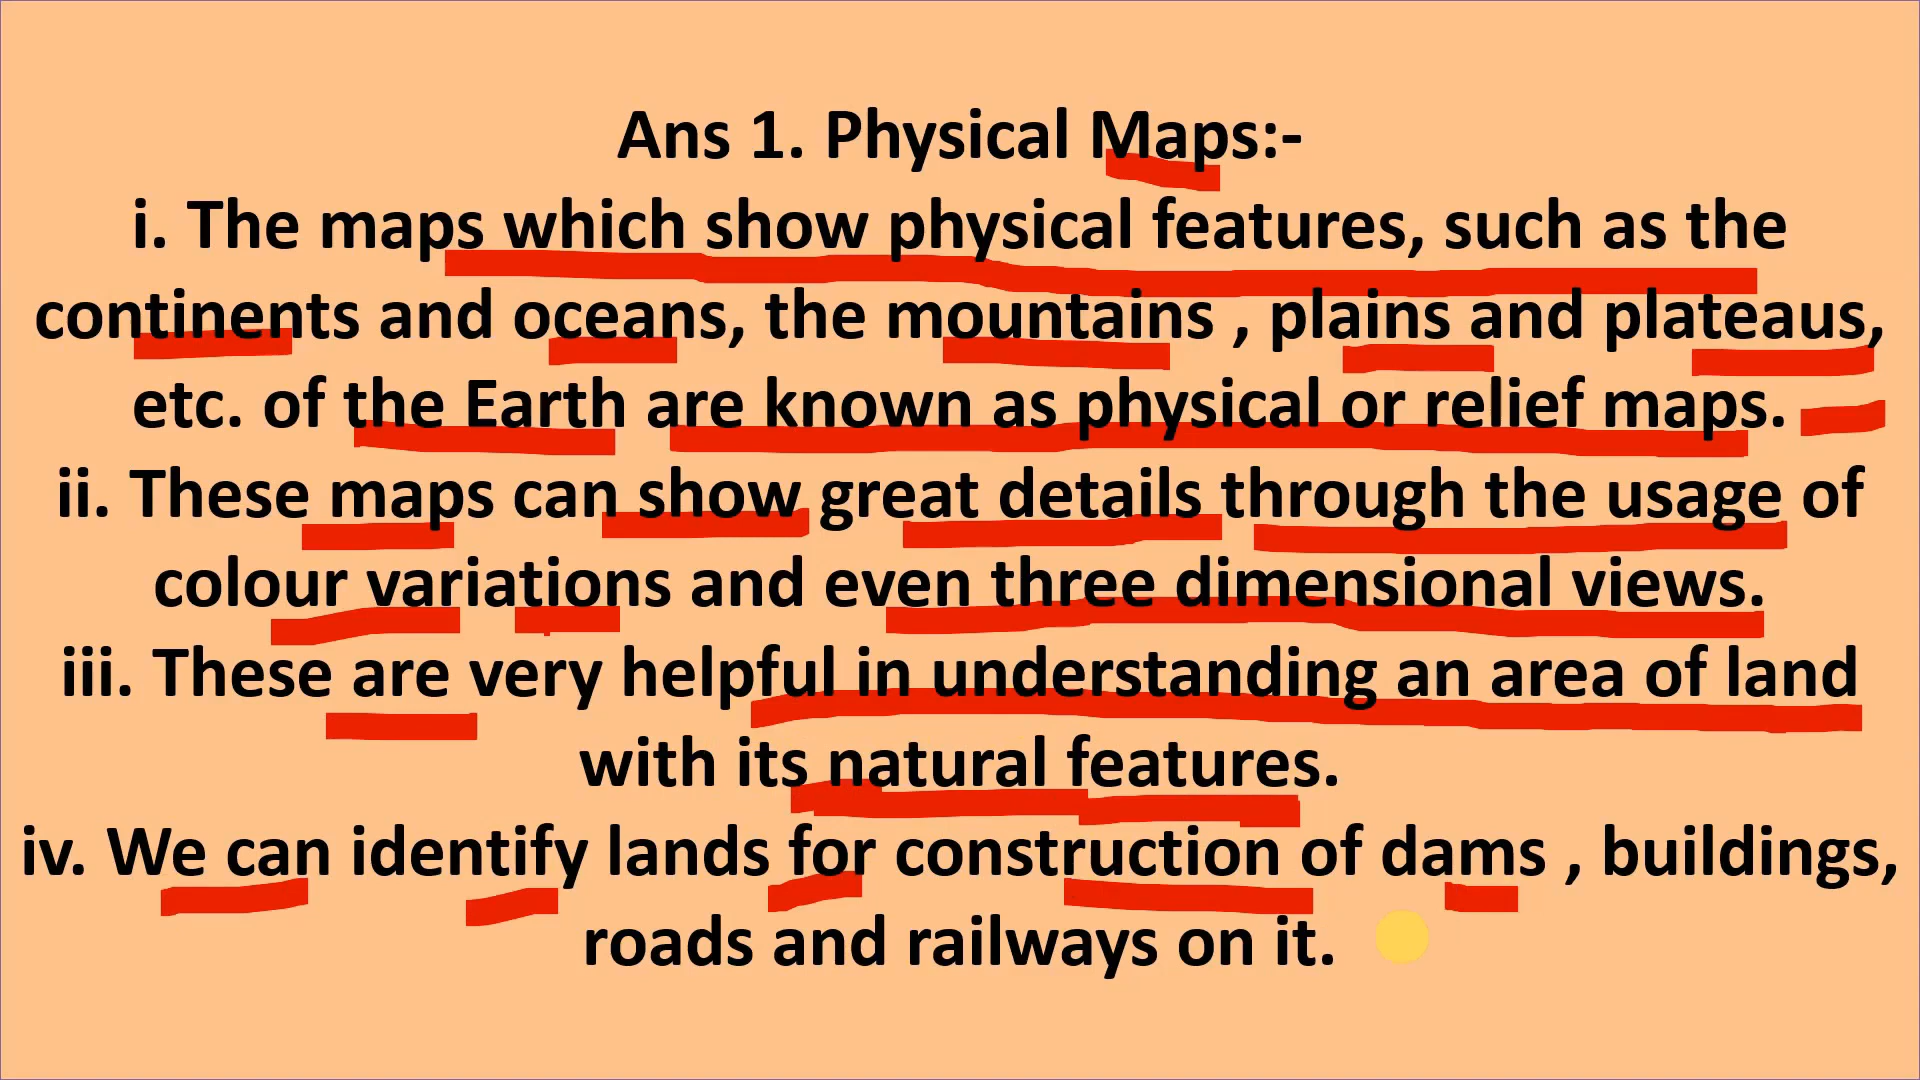 Ans 1. Physical Maps:-
i. The maps which show physical features, such as the
continents and oceans, the mountains , plains and plateaus,
etc. of the Earth are known as physical or relief maps.
ii. These maps can show great details through the usage of
colour variations and even three dimensional views.
iii. These are very helpful in understanding an area of land
with its natural features.
iv. We can identify lands for construction of dams , buildings,
roads and railways on it.